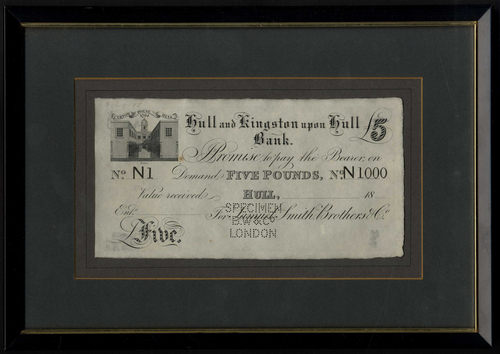 Hull and Kingston upon Hull
Bank.
£5
I Promise to pay the Bearer, on
No. N1 Demand FIVE POUNDS, No. N1000
Value received HULL, 18
SPECIMEN
Ent. For Samuel Smith Brothers & Co.
B.W & Co
£Five.
LONDON